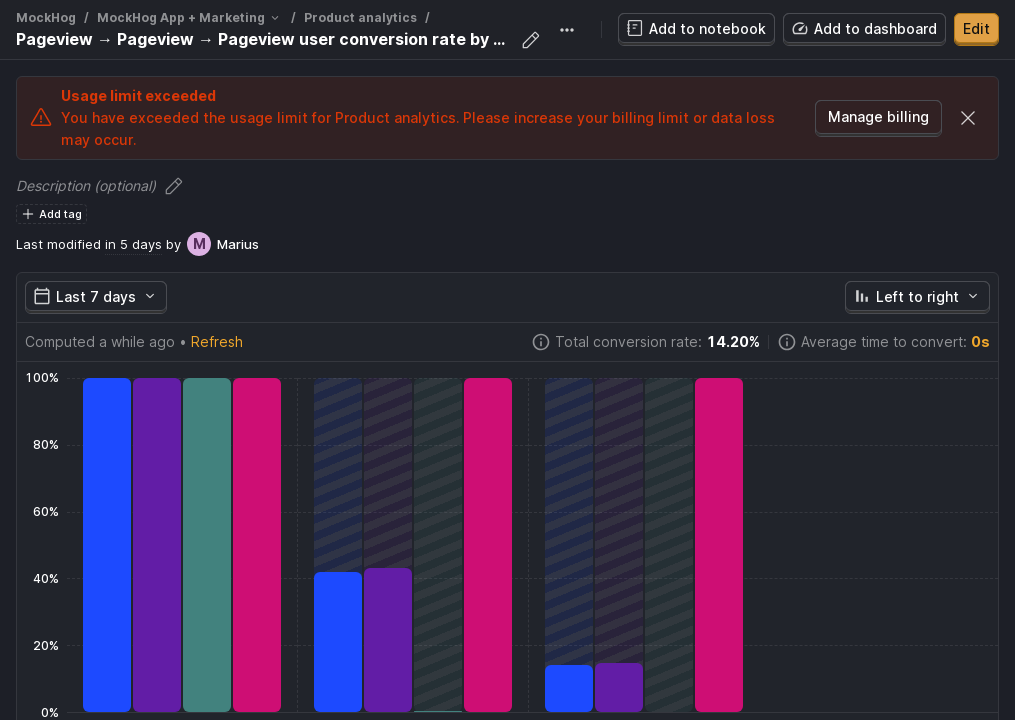 MockHog / MockHog App + Marketing / Product analytics /
Pageview → Pageview → Pageview user conversion rate by ...
Add to notebook
Add to dashboard
Edit
Usage limit exceeded
You have exceeded the usage limit for Product analytics. Please increase your billing limit or data loss
may occur.
Manage billing
Description (optional)
Add tag
Last modified in 5 days by M Marius
Last 7 days
Left to right
Computed a while ago • Refresh
Total conversion rate: 14.20%
Average time to convert: 0s
100%
80%
60%
40%
20%
0%